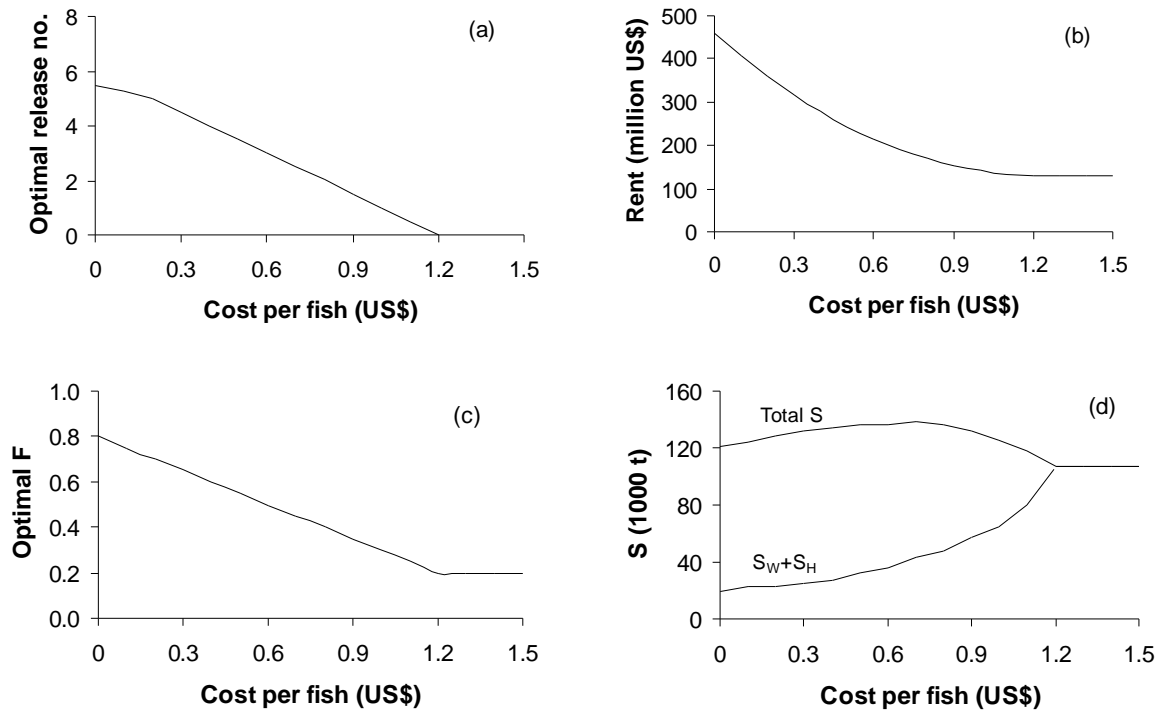 (a)
Optimal release no.
8
6
4
2
0
0 0.3 0.6 0.9 1.2 1.5
Cost per fish (US$)
(b)
Rent (million US$)
500
400
300
200
100
0
0 0.3 0.6 0.9 1.2 1.5
Cost per fish (US$)
(c)
Optimal F
1.0
0.8
0.6
0.4
0.2
0.0
0 0.3 0.6 0.9 1.2 1.5
Cost per fish (US$)
(d)
S (1000 t)
160
120
80
40
0
Total S
S_W+S_H
0 0.3 0.6 0.9 1.2 1.5
Cost per fish (US$)